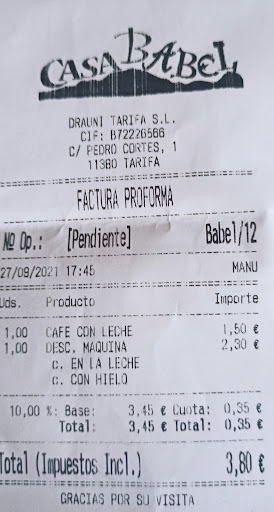 CASA BABEL
DRAUNI TARIFA S.L.
CIF: B72226566
C/ PEDRO CORTES, 1
11380 TARIFA
FACTURA PROFORMA
Nº Op.: [Pendiente] Babel/12
27/09/2021 17:45 MANU
Uds. Producto Importe
1,00 CAFE CON LECHE 1,50 €
1,00 DESC. MAQUINA 2,30 €
C. EN LA LECHE
C. CON HIELO
10,00 %: Base: 3,45 € Cuota: 0,35 €
Total: 3,45 € Total: 0,35 €
Total (Impuestos Incl.) 3,80 €
GRACIAS POR SU VISITA